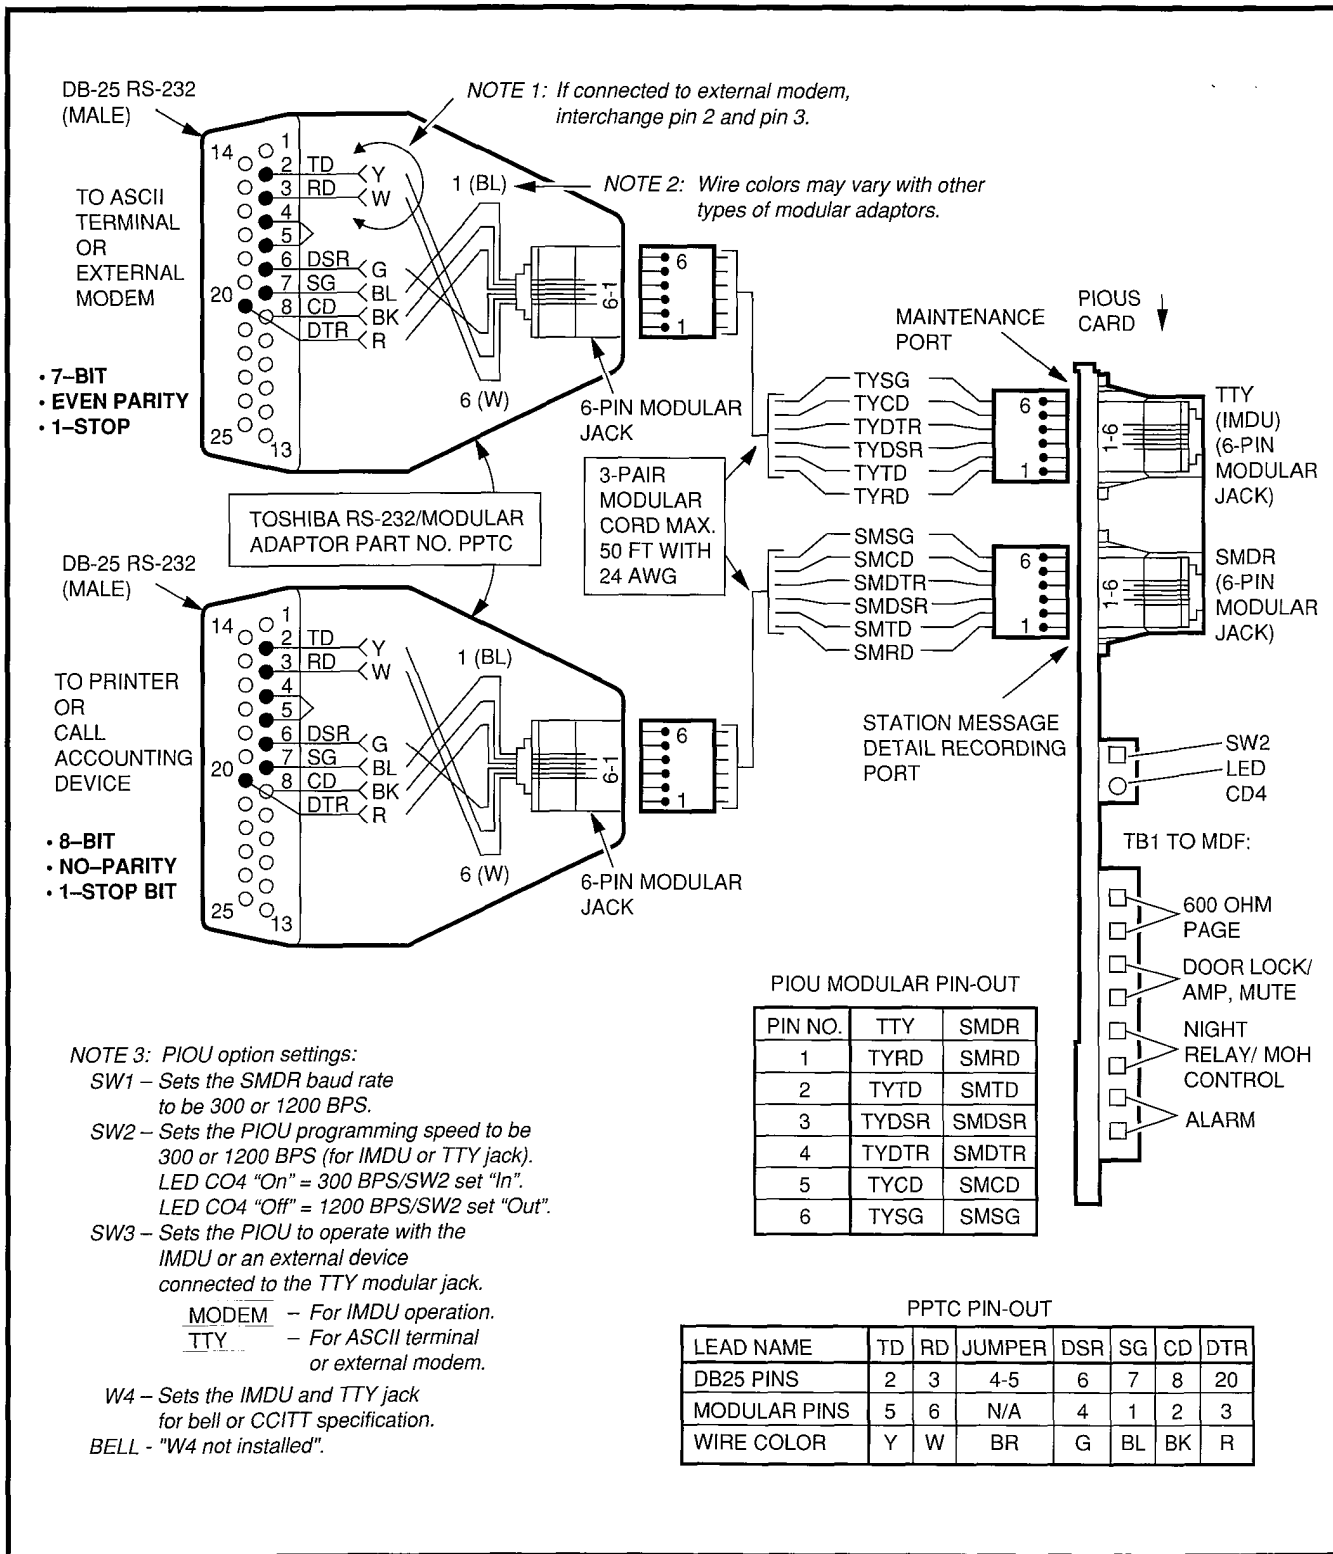 DB-25 RS-232
(MALE)
NOTE 1: If connected to external modem,
interchange pin 2 and pin 3.
14
1
2 TD Y
3 RD W
4
5
6 DSR G
7 SG BL
20
8 CD BK
DTR R
25
13
1 (BL)
6 (W)
6-1
NOTE 2: Wire colors may vary with other
types of modular adaptors.
TO ASCII
TERMINAL
OR
EXTERNAL
MODEM
• 7–BIT
• EVEN PARITY
• 1–STOP
6
1
6-PIN MODULAR
JACK
TOSHIBA RS-232/MODULAR
ADAPTOR PART NO. PPTC
3-PAIR
MODULAR
CORD MAX.
50 FT WITH
24 AWG
MAINTENANCE
PORT
PIOUS
CARD
TYSG
TYCD
TYDTR
TYDSR
TYTD
TYRD
6
1
1-6
TTY
(IMDU)
(6-PIN
MODULAR
JACK)
SMSG
SMCD
SMDTR
SMDSR
SMTD
SMRD
6
1
1-6
SMDR
(6-PIN
MODULAR
JACK)
STATION MESSAGE
DETAIL RECORDING
PORT
SW2
LED
CD4
TB1 TO MDF:
600 OHM
PAGE
DOOR LOCK/
AMP, MUTE
NIGHT
RELAY/ MOH
CONTROL
ALARM
DB-25 RS-232
(MALE)
14
1
2 TD Y
3 RD W
4
5
6 DSR G
7 SG BL
20
8 CD BK
DTR R
25
13
1 (BL)
6 (W)
6-1
TO PRINTER
OR
CALL
ACCOUNTING
DEVICE
• 8–BIT
• NO–PARITY
• 1–STOP BIT
6
1
6-PIN MODULAR
JACK
PIOU MODULAR PIN-OUT
PIN NO. TTY SMDR
1 TYRD SMRD
2 TYTD SMTD
3 TYDSR SMDSR
4 TYDTR SMDTR
5 TYCD SMCD
6 TYSG SMSG
NOTE 3: PIOU option settings:
SW1 – Sets the SMDR baud rate
to be 300 or 1200 BPS.
SW2 – Sets the PIOU programming speed to be
300 or 1200 BPS (for IMDU or TTY jack).
LED CO4 “On” = 300 BPS/SW2 set “In”.
LED CO4 “Off” = 1200 BPS/SW2 set “Out”.
SW3 – Sets the PIOU to operate with the
IMDU or an external device
connected to the TTY modular jack.
MODEM – For IMDU operation.
TTY – For ASCII terminal
or external modem.
W4 – Sets the IMDU and TTY jack
for bell or CCITT specification.
BELL - "W4 not installed".
PPTC PIN-OUT
LEAD NAME TD RD JUMPER DSR SG CD DTR
DB25 PINS 2 3 4-5 6 7 8 20
MODULAR PINS 5 6 N/A 4 1 2 3
WIRE COLOR Y W BR G BL BK R